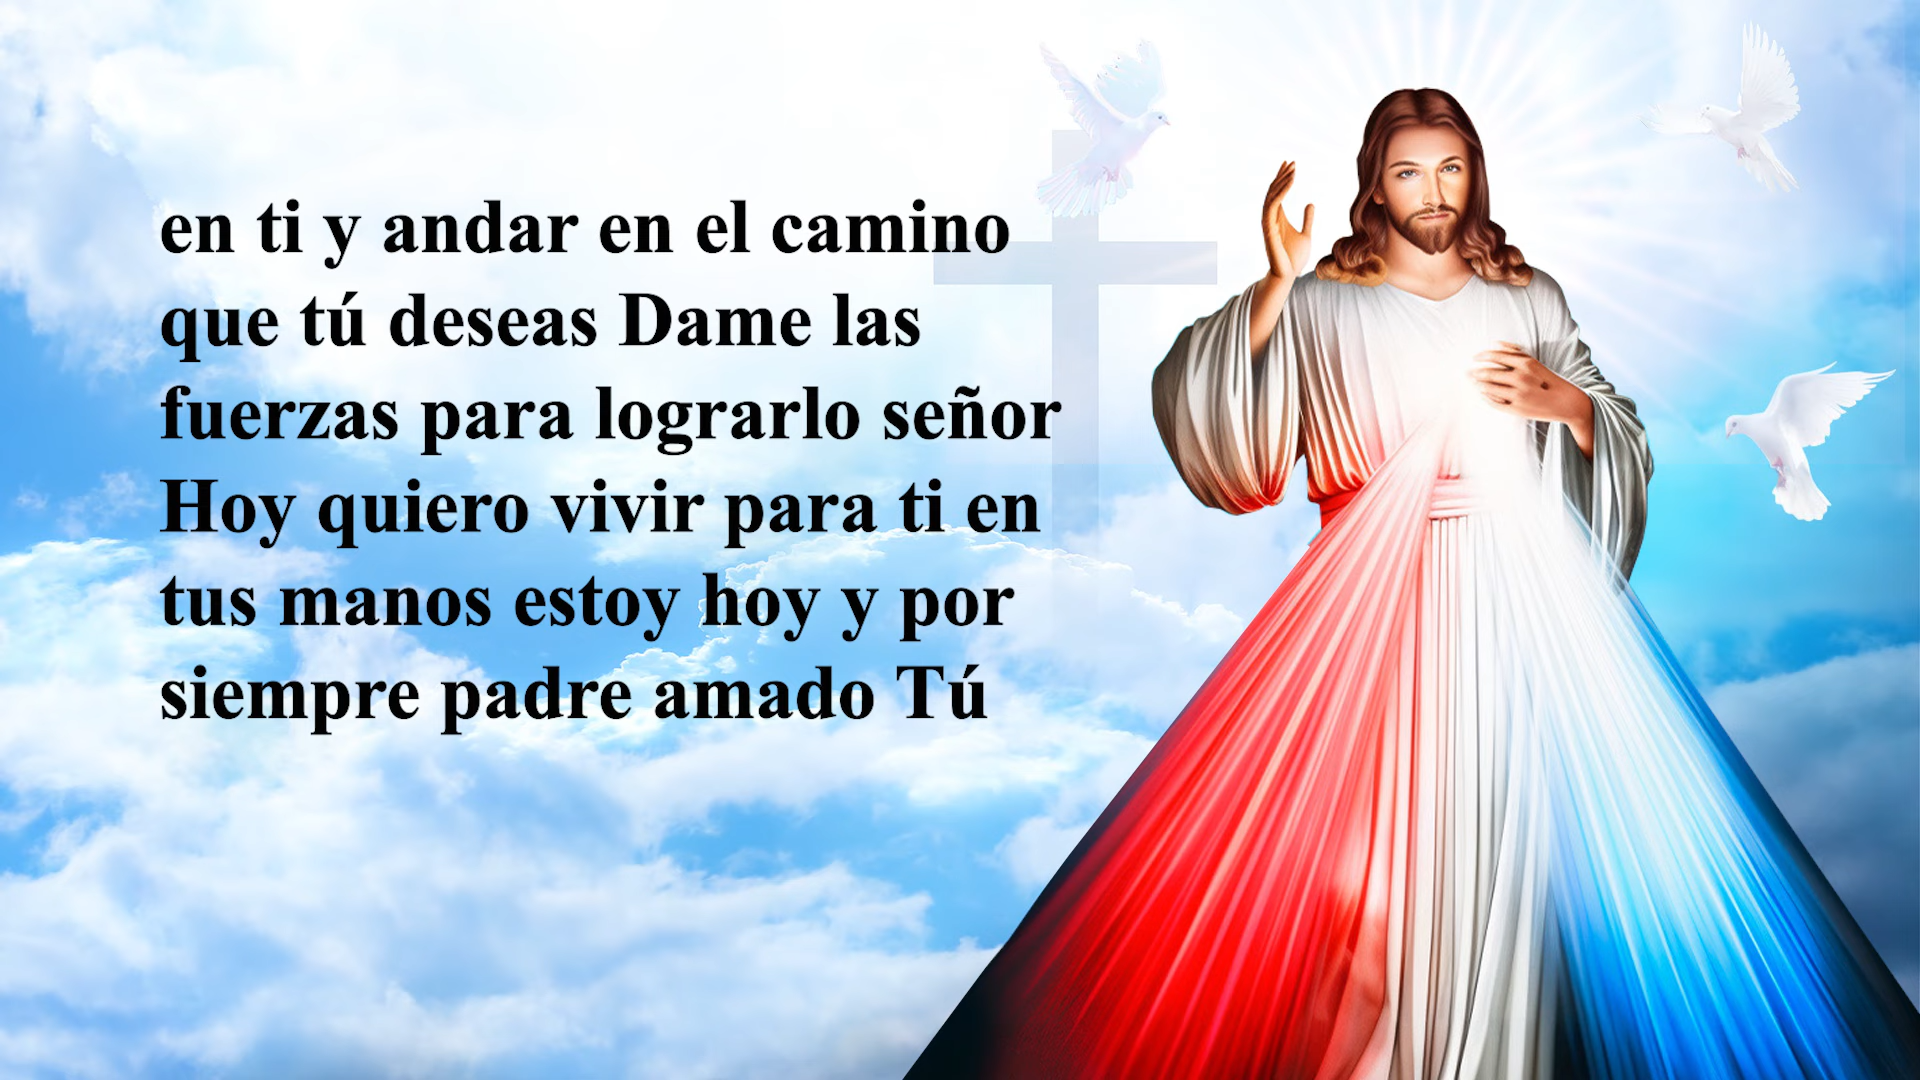 en ti y andar en el camino
que tú deseas Dame las
fuerzas para lograrlo señor
Hoy quiero vivir para ti en
tus manos estoy hoy y por
siempre padre amado Tú